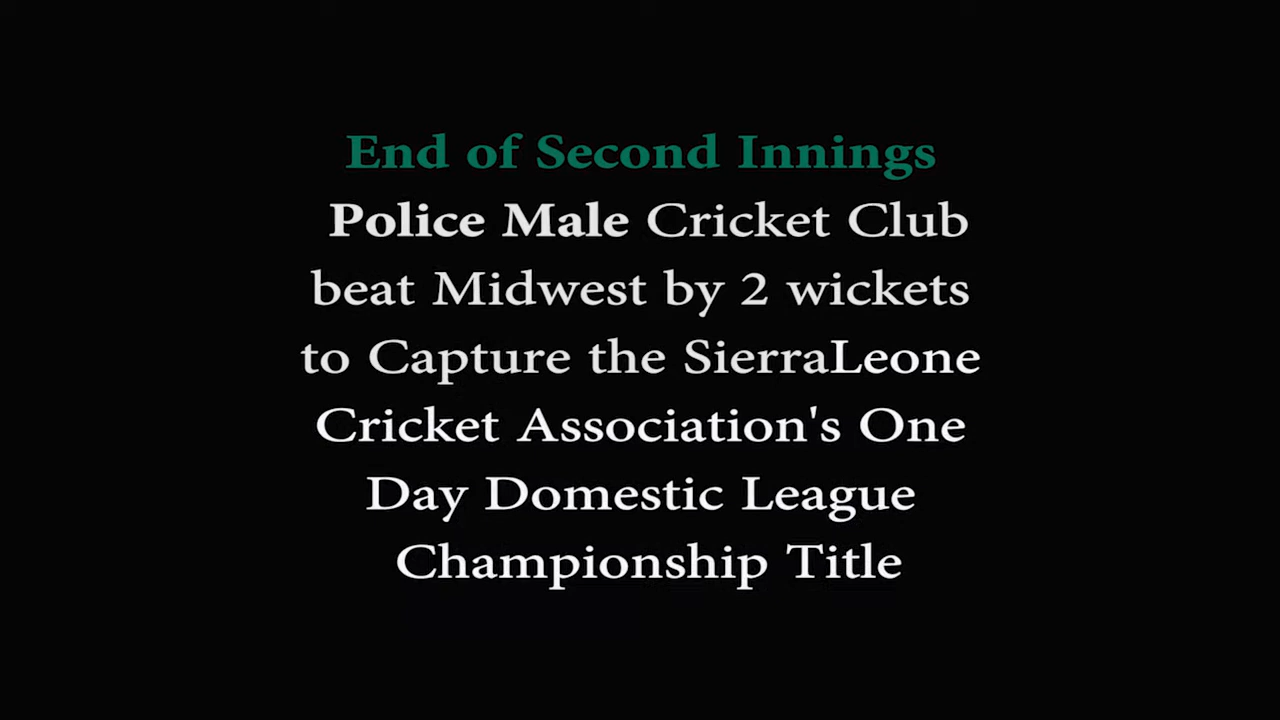 End of Second Innings
Police Male Cricket Club
beat Midwest by 2 wickets
to Capture the SierraLeone
Cricket Association's One
Day Domestic League
Championship Title